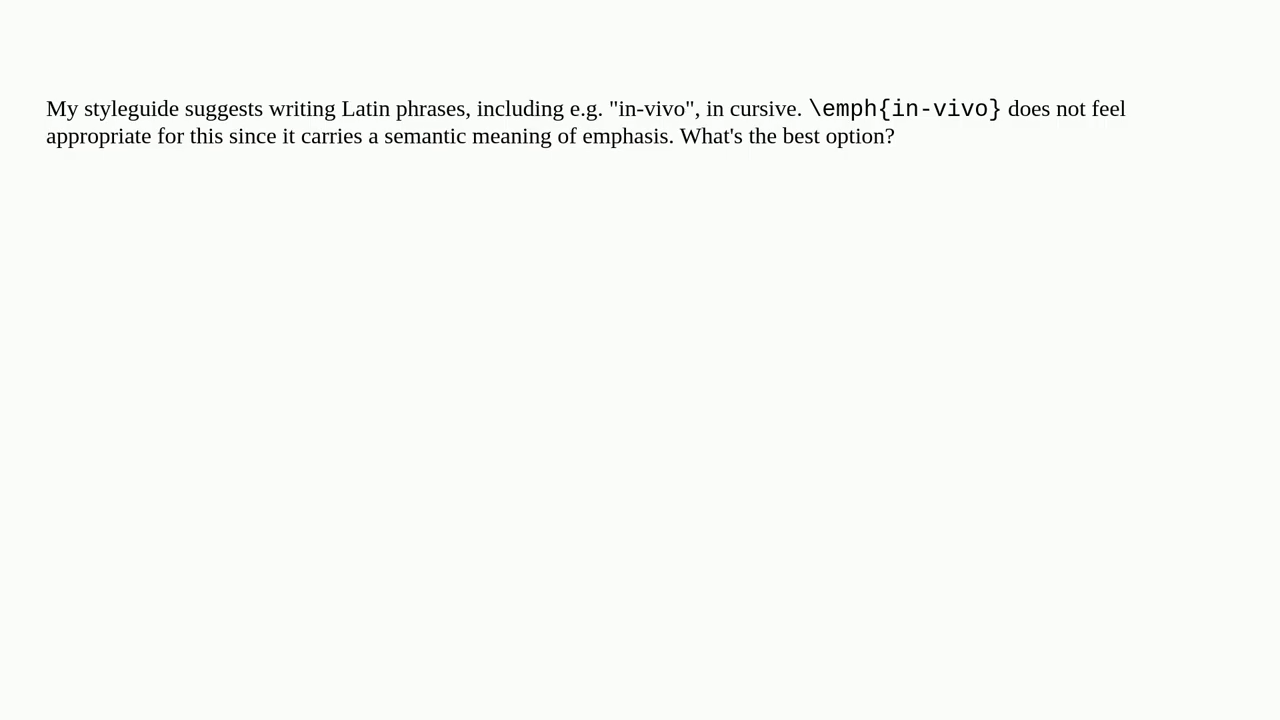 My styleguide suggests writing Latin phrases, including e.g. "in-vivo", in cursive. \emph{in-vivo} does not feel
appropriate for this since it carries a semantic meaning of emphasis. What's the best option?